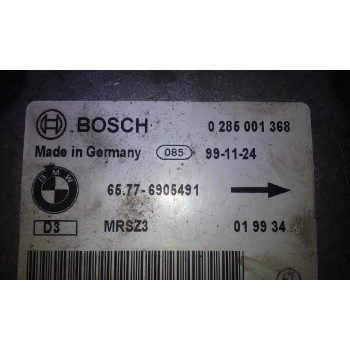 BOSCH 0 285 001 368
Made in Germany 085 99-11-24
BMW 65.77-6905491
D3 MRSZ3 01 99 34